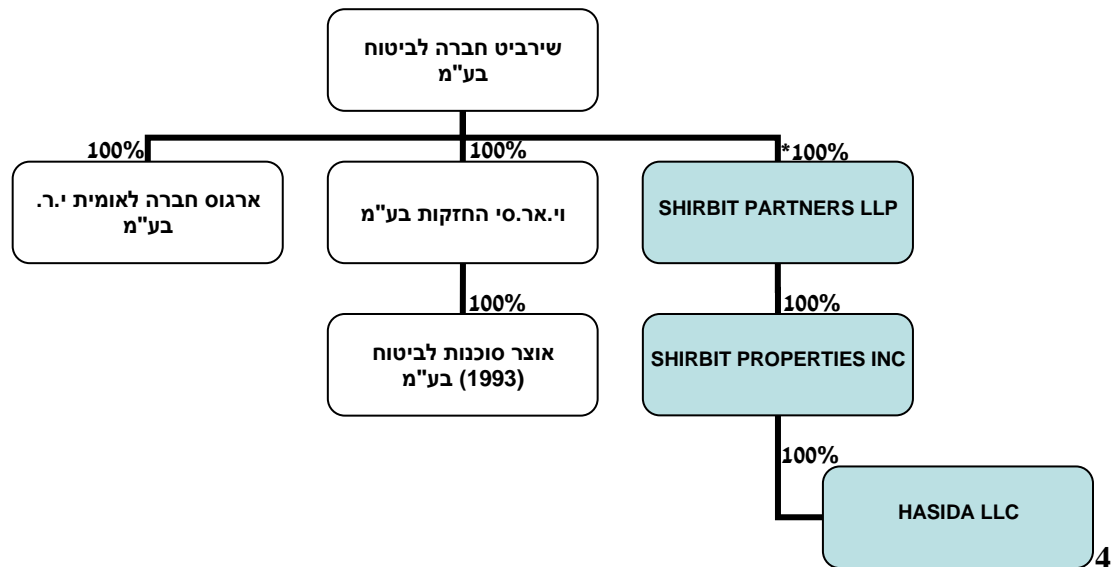 שירביט חברה לביטוח
בע"מ
100%
100%
*100%
ארגוס חברה לאומית י.ר.
בע"מ
וי.אר.סי החזקות בע"מ
SHIRBIT PARTNERS LLP
100%
100%
אוצר סוכנות לביטוח
(1993) בע"מ
SHIRBIT PROPERTIES INC
100%
HASIDA LLC
4